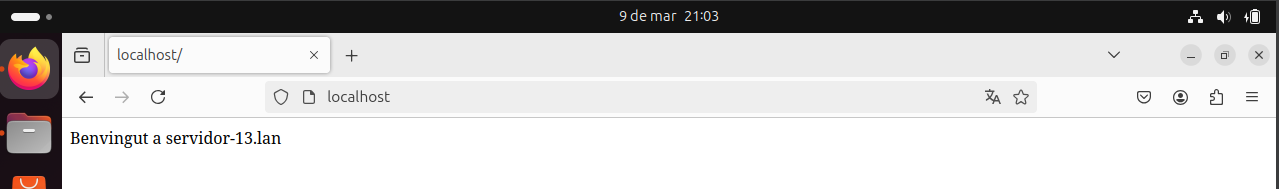 9 de mar 21:03
localhost/
localhost
Benvingut a servidor-13.lan